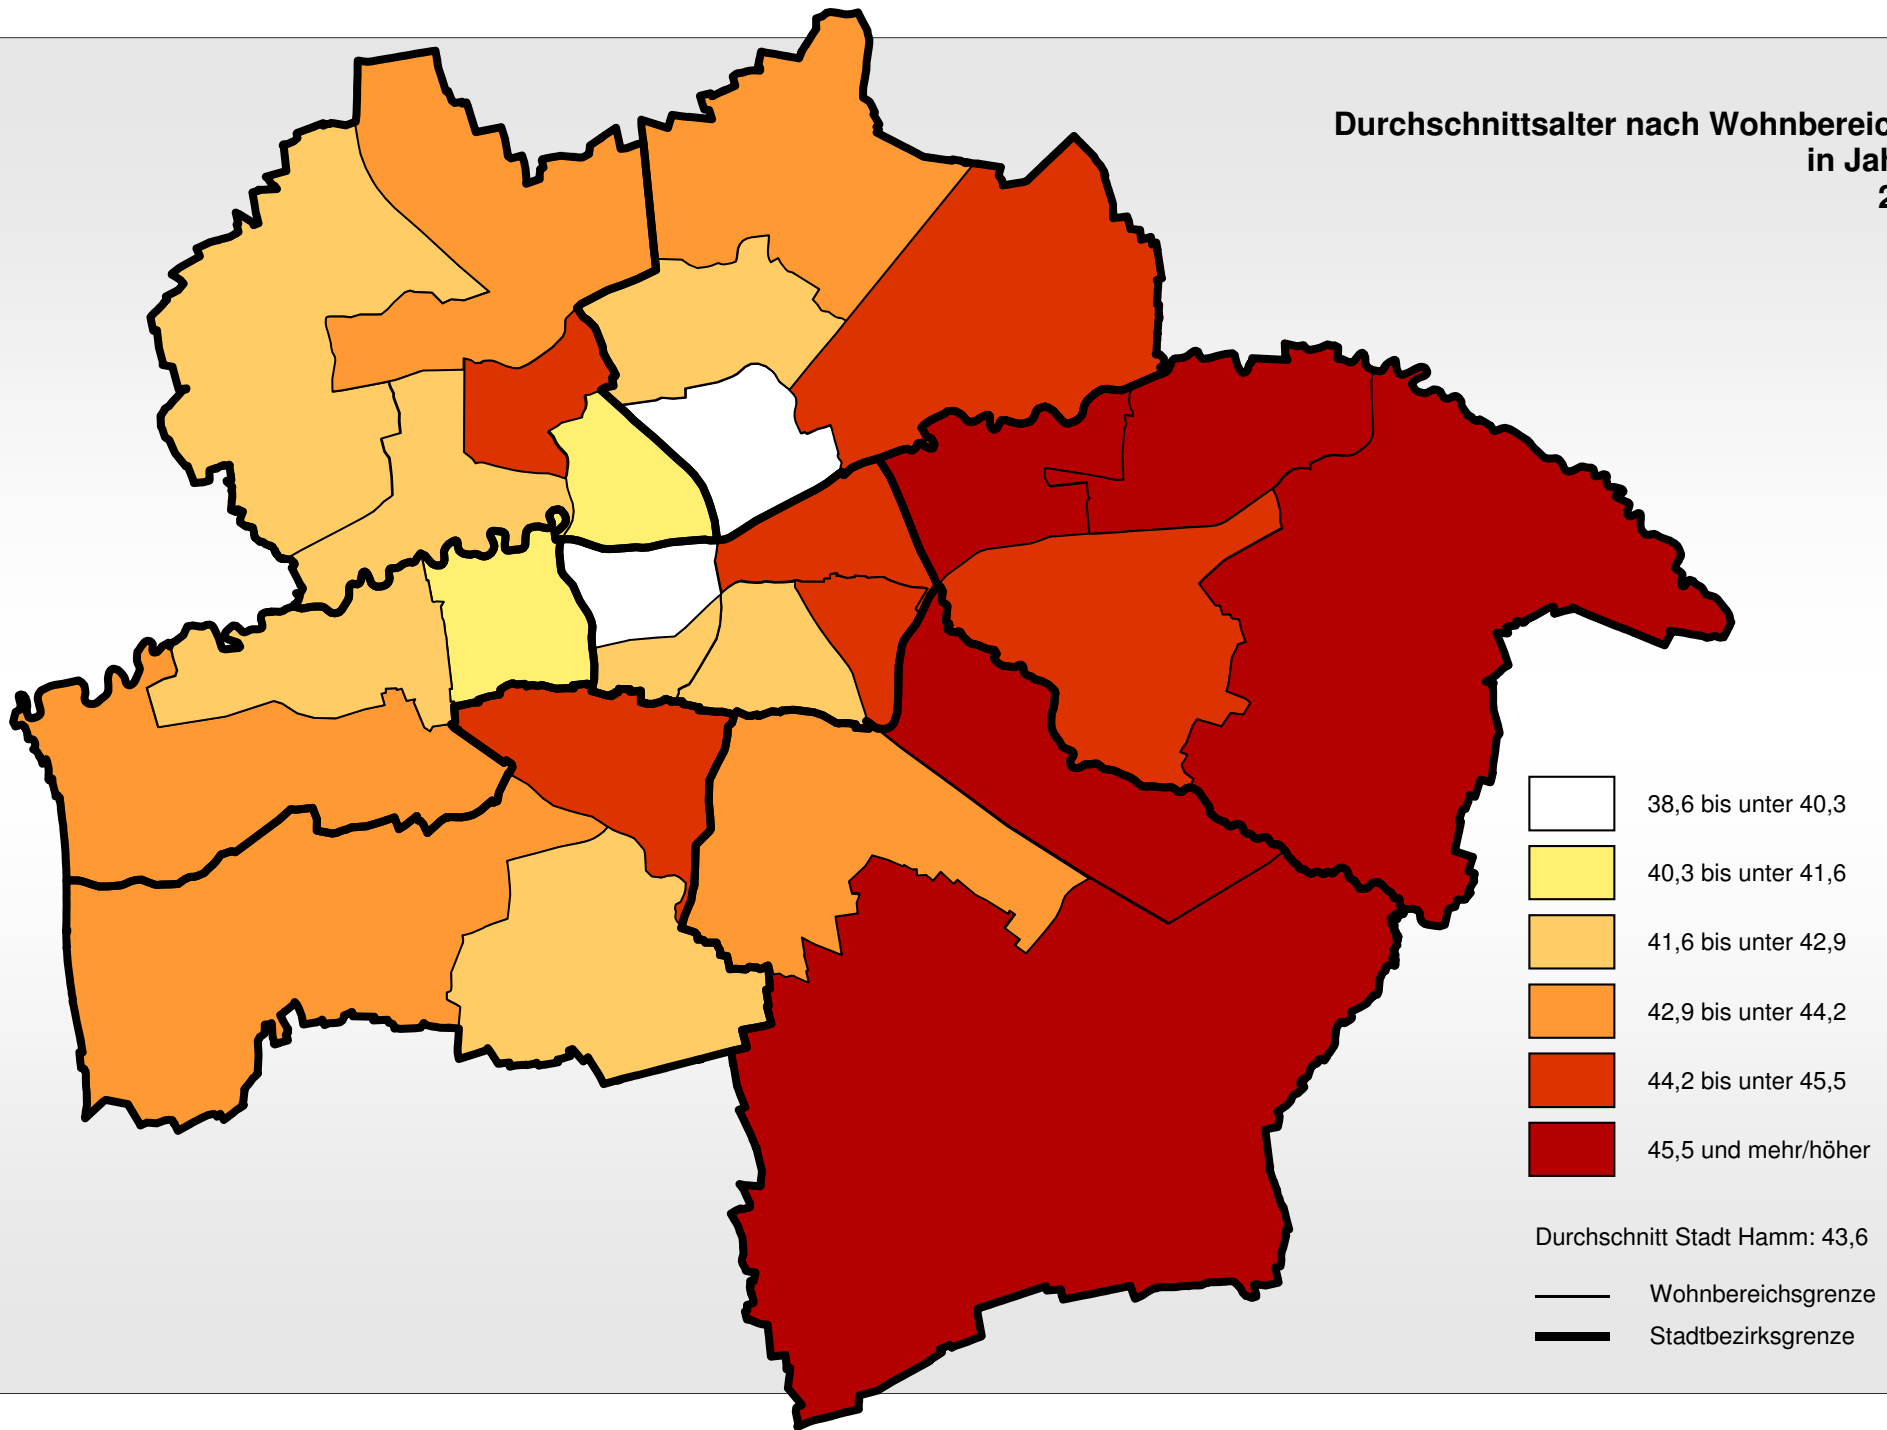 Durchschnittsalter nach
in
38,6 bis unter 40,3
40,3 bis unter 41,6
41,6 bis unter 42,9
42,9 bis unter 44,2
44,2 bis unter 45,5
45,5 und mehr/höher
Durchschnitt Stadt Hamm: 43,6
Wohnbereichsgrenze
Stadtbezirksgrenze